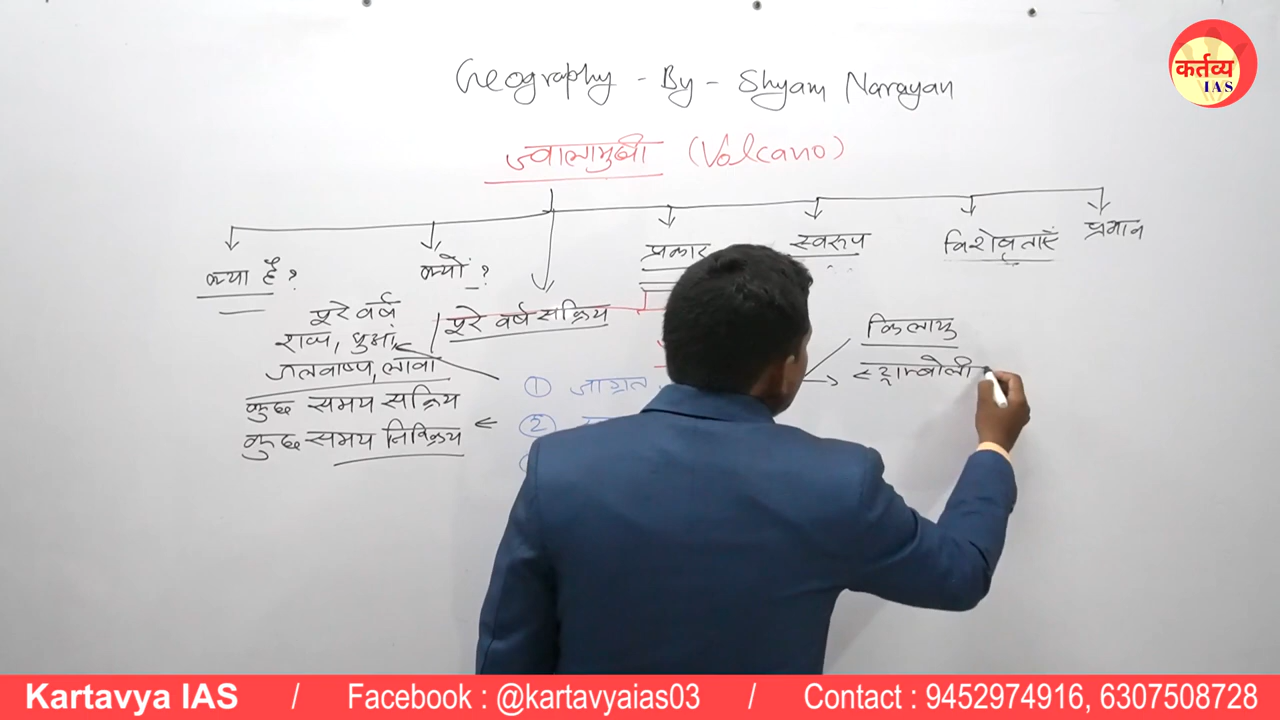 Geography - By - Shyam Narayan
कर्तव्य
IAS
ज्वालामुखी (Volcano)
क्या है ?
क्यों ?
प्रकार
स्वरूप
विशेषताएँ
प्रभाव
पूरे वर्ष
राख, धुआं,
जलवाष्प, लावा
कुछ समय सक्रिय
कुछ समय निष्क्रिय
पूरे वर्ष सक्रिय
① जाग्रत
②
किलायु
स्ट्राम्बोली
Kartavya IAS / Facebook : @kartavyaias03 / Contact : 9452974916, 6307508728